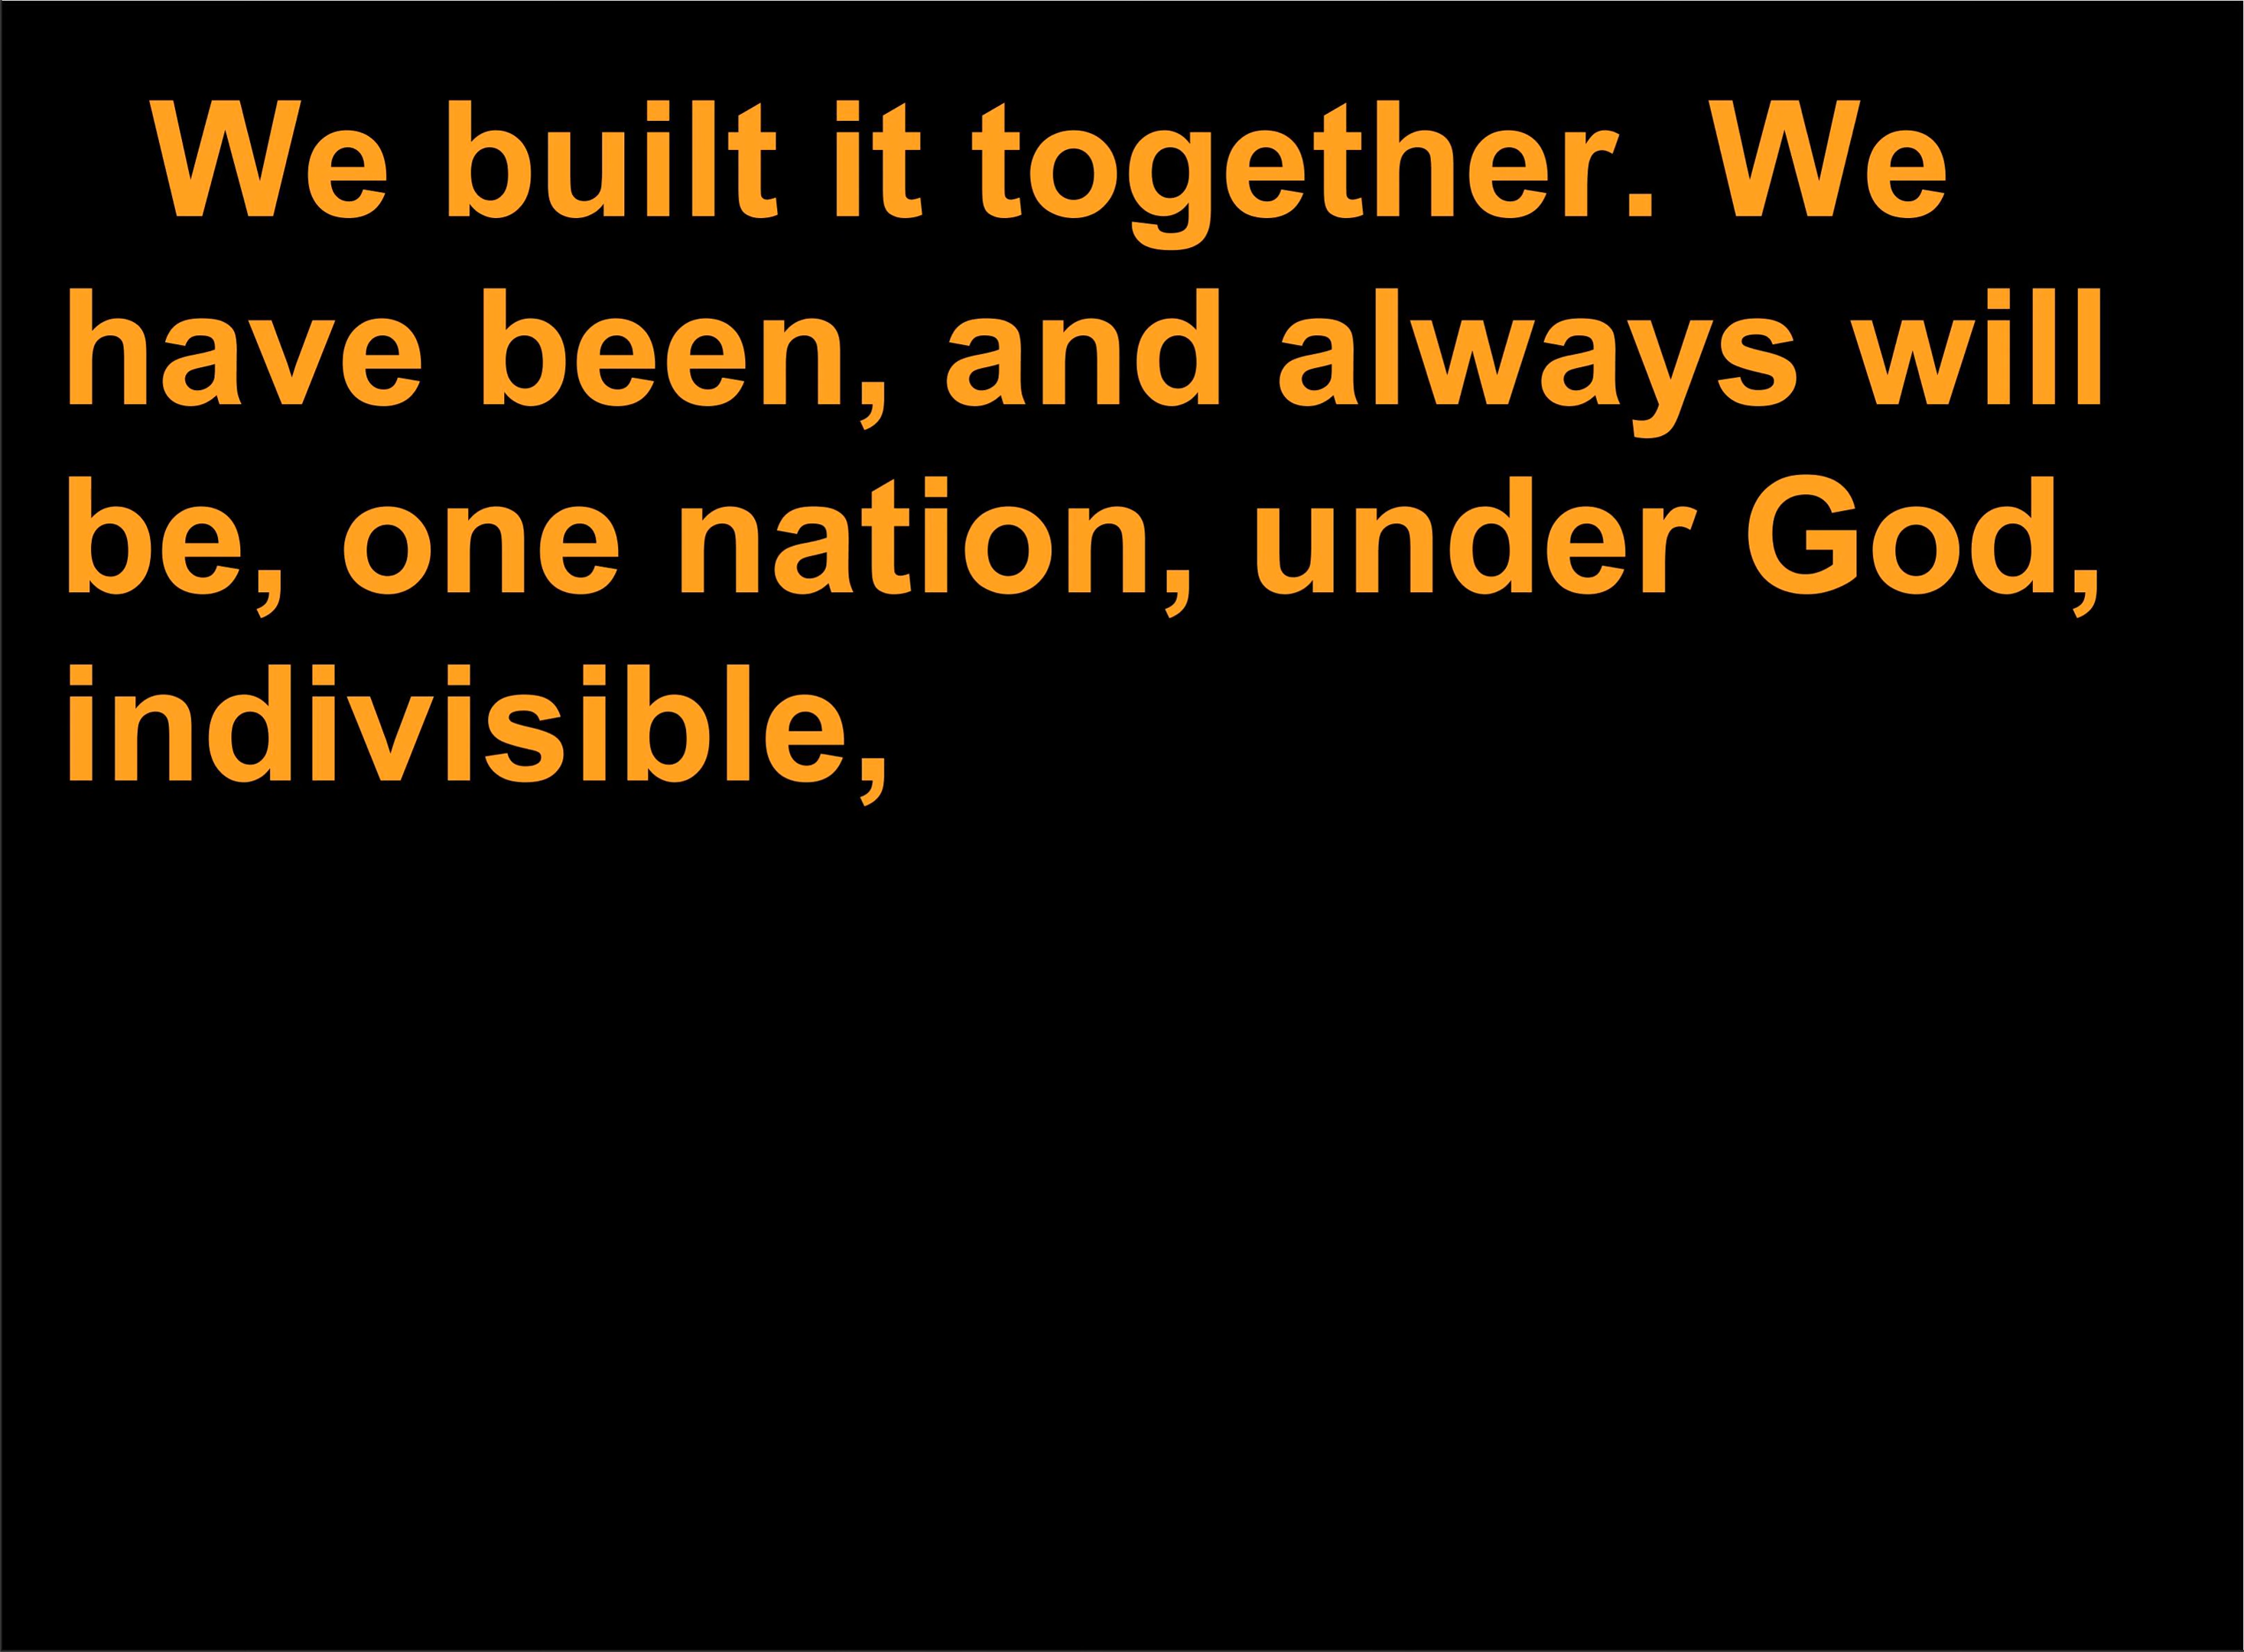 We built it together. We
have been, and always will
be, one nation, under God,
indivisible,